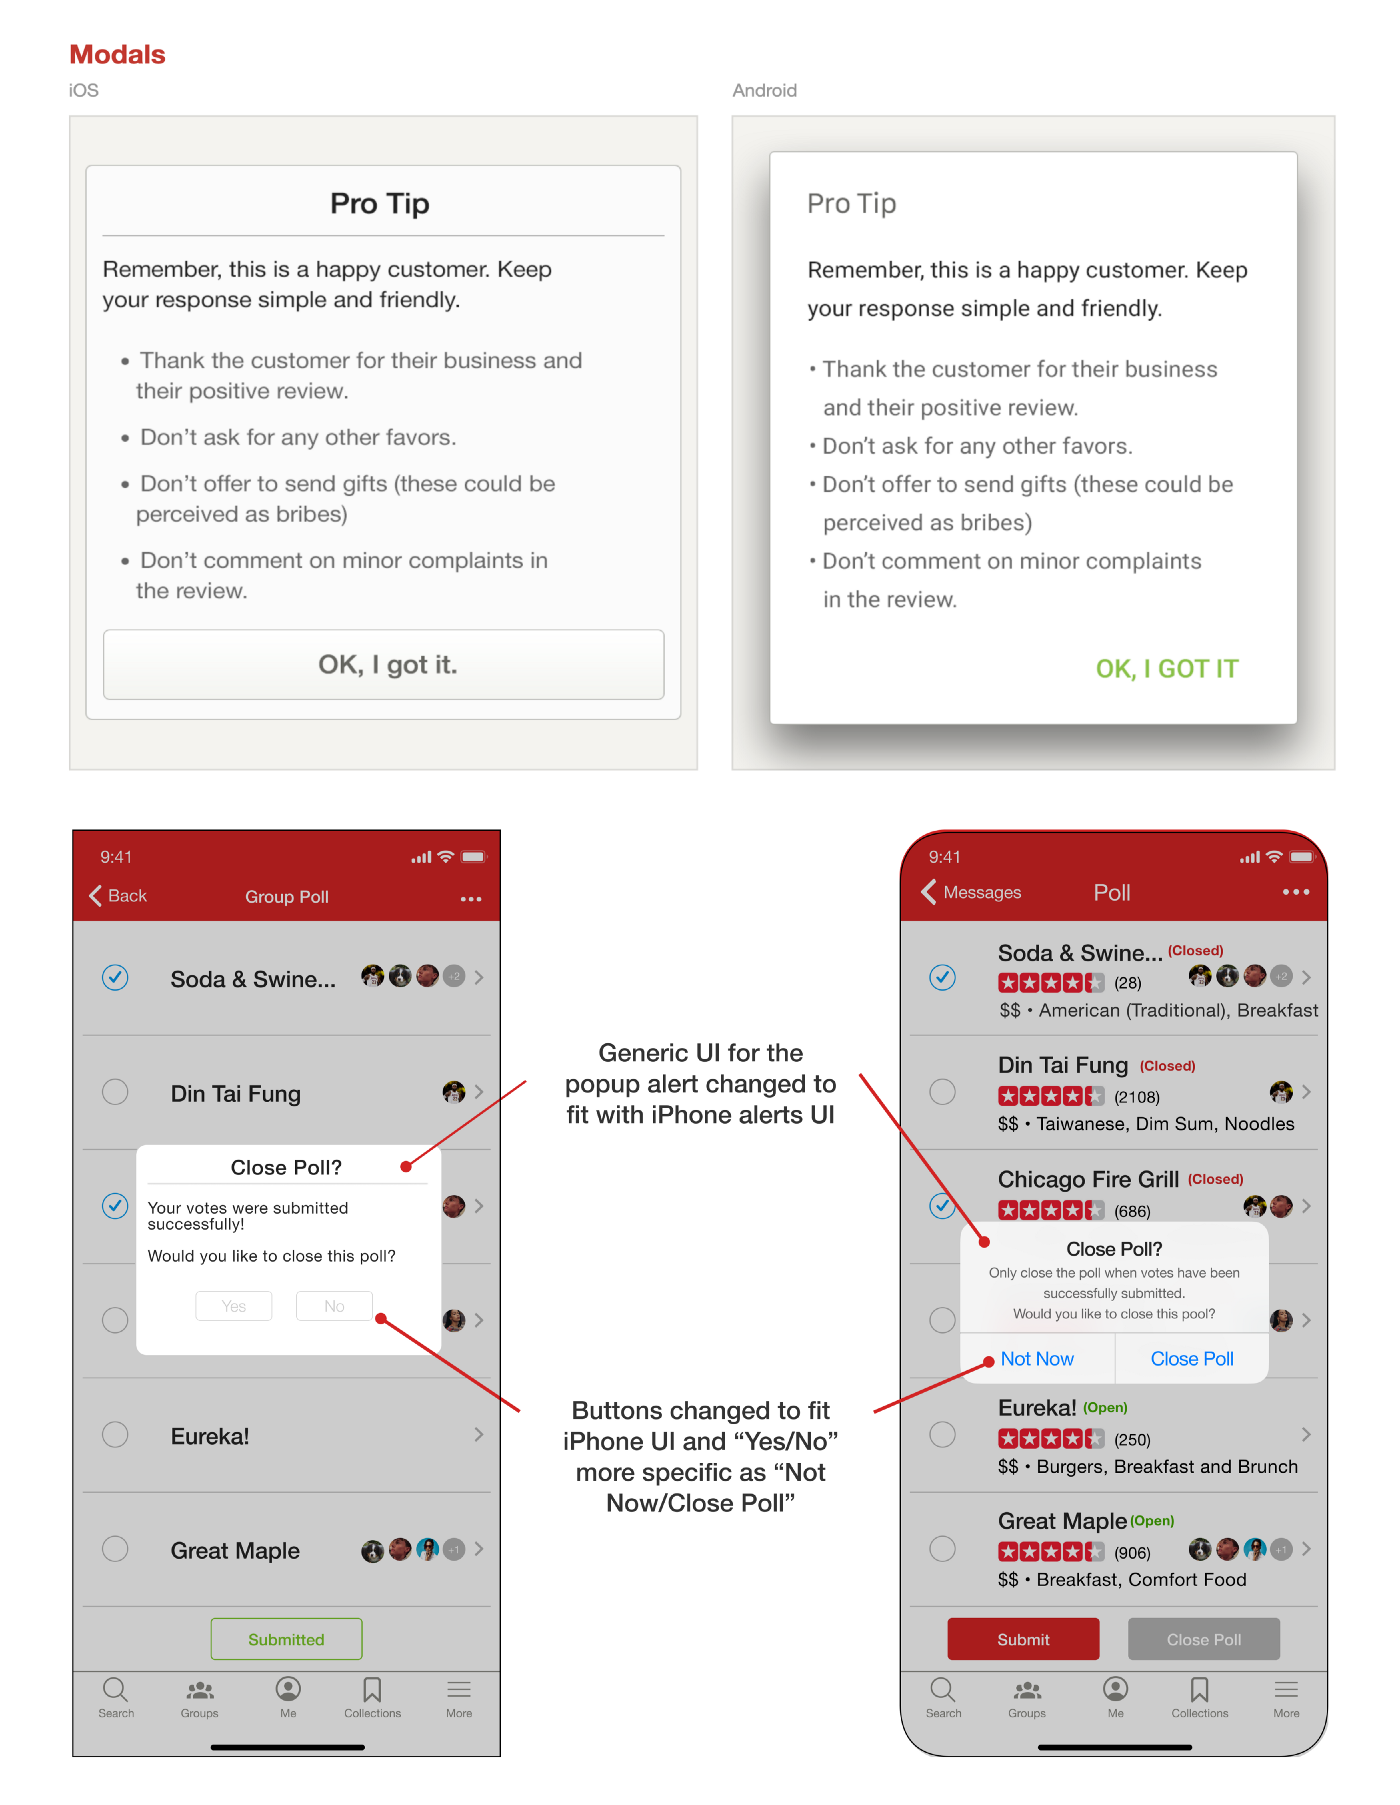 Modals
iOS
Android
Pro Tip
Remember, this is a happy customer. Keep
your response simple and friendly.
• Thank the customer for their business and
their positive review.
• Don't ask for any other favors.
• Don't offer to send gifts (these could be
perceived as bribes)
• Don't comment on minor complaints in
the review.
OK, I got it.
Pro Tip
Remember, this is a happy customer. Keep
your response simple and friendly.
• Thank the customer for their business
and their positive review.
• Don't ask for any other favors.
• Don't offer to send gifts (these could be
perceived as bribes)
• Don't comment on minor complaints
in the review.
OK, I GOT IT
9:41
Back
Group Poll
Soda & Swine...
+2
Din Tai Fung
Close Poll?
Your votes were submitted
successfully!
Would you like to close this poll?
Yes
No
Eureka!
Great Maple
+1
Submitted
Search
Groups
Me
Collections
More
Generic UI for the
popup alert changed to
fit with iPhone alerts UI
Buttons changed to fit
iPhone UI and “Yes/No”
more specific as “Not
Now/Close Poll”
9:41
Messages
Poll
Soda & Swine... (Closed)
(28)
+2
$$ • American (Traditional), Breakfast
Din Tai Fung (Closed)
(2108)
$$ • Taiwanese, Dim Sum, Noodles
Chicago Fire Grill (Closed)
(686)
Close Poll?
Only close the poll when votes have been
successfully submitted.
Would you like to close this pool?
Not Now
Close Poll
Eureka! (Open)
(250)
$$ • Burgers, Breakfast and Brunch
Great Maple (Open)
(906)
+1
$$ • Breakfast, Comfort Food
Submit
Close Poll
Search
Groups
Me
Collections
More